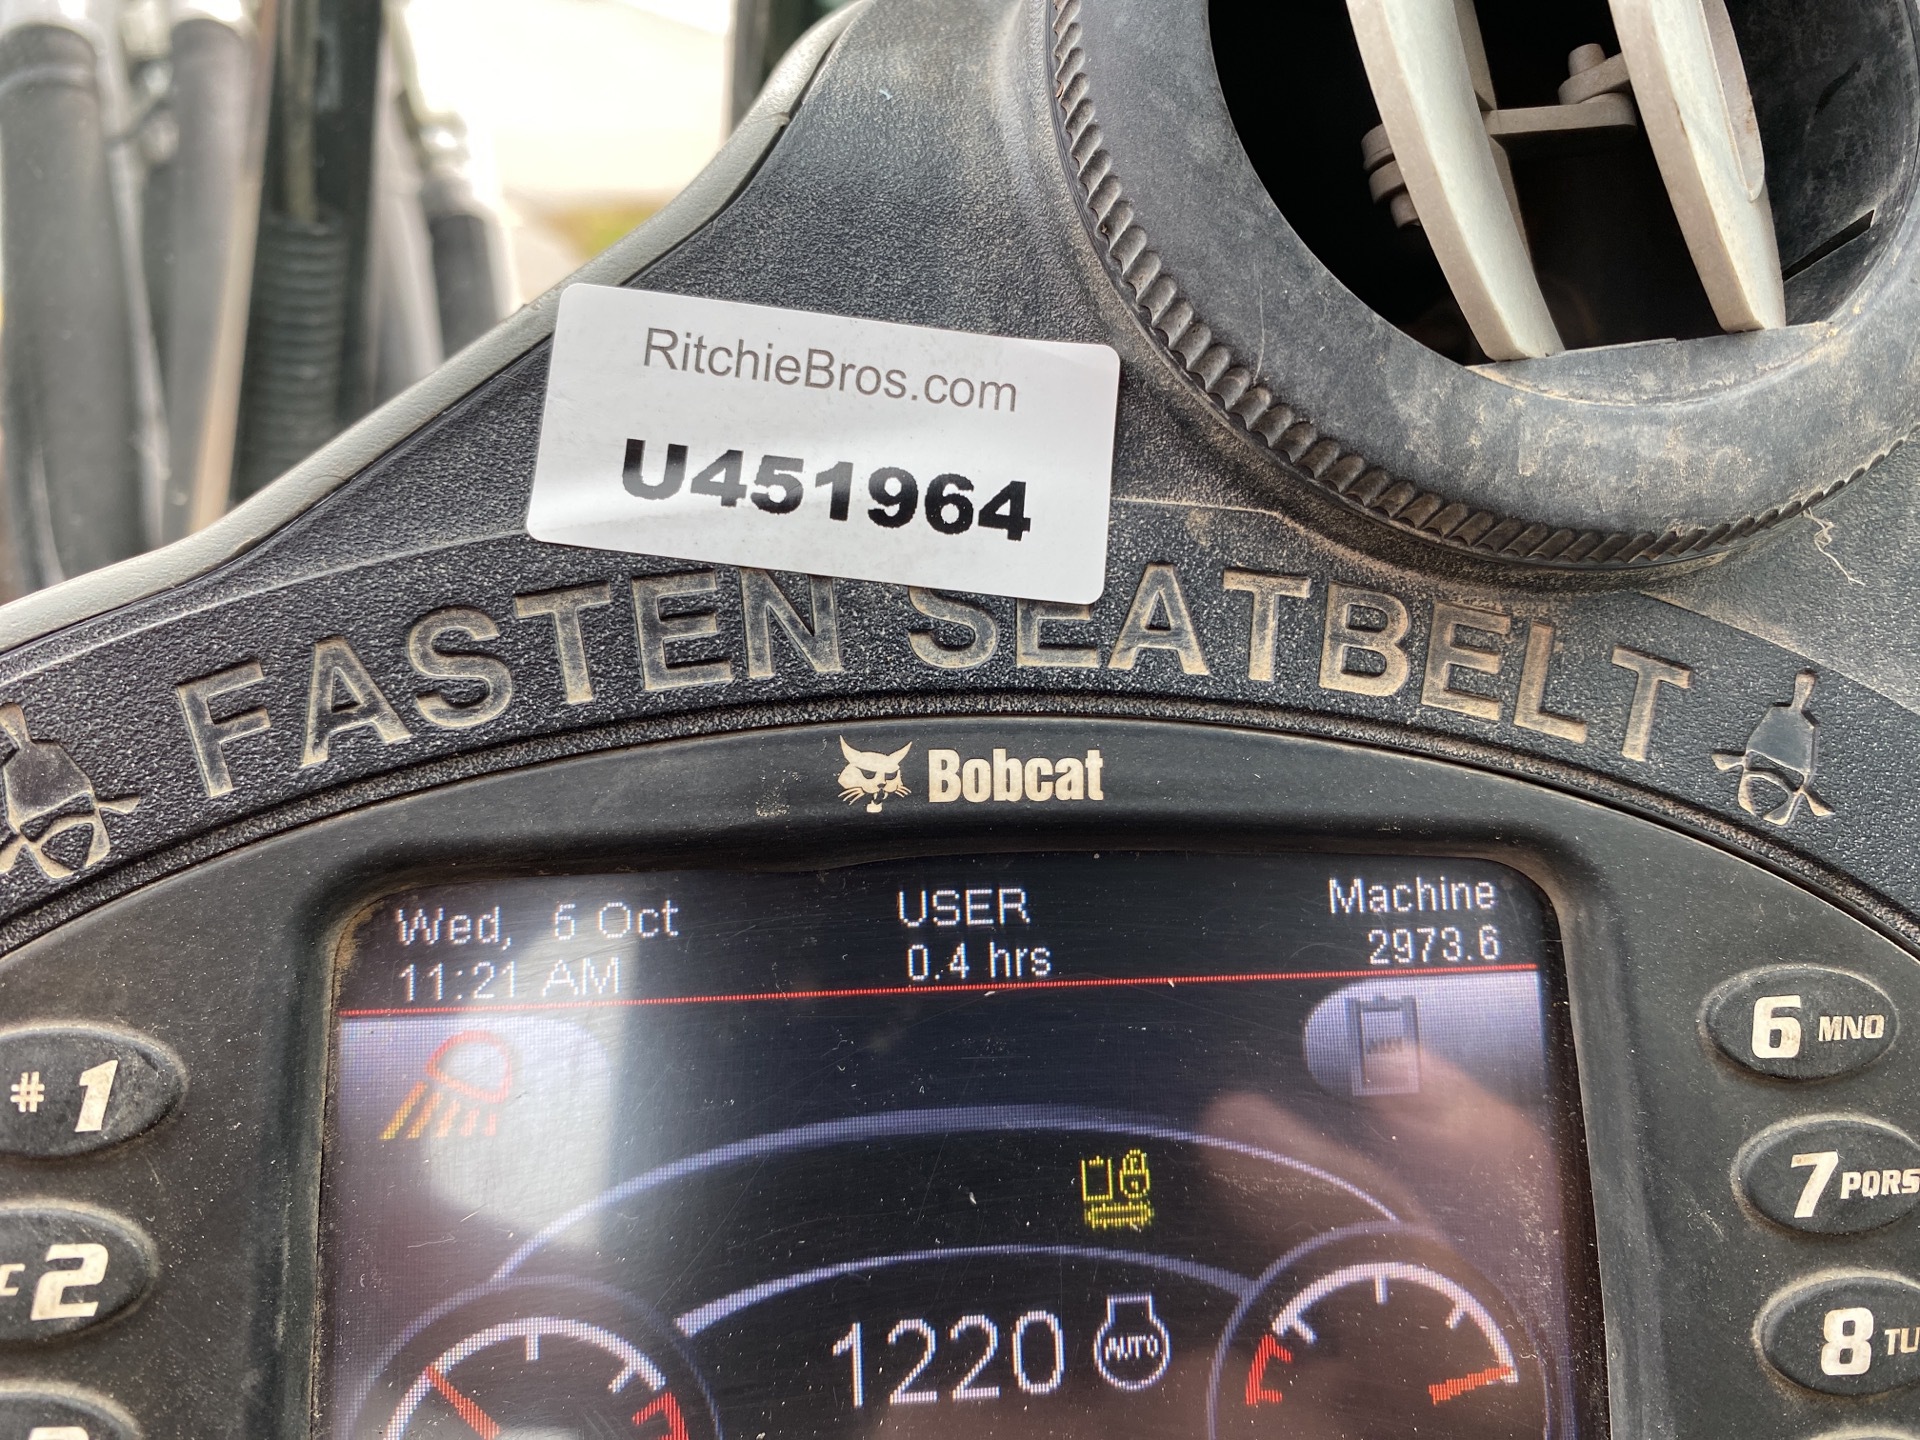 RitchieBros.com
U451964
FASTEN SEATBELT
Bobcat
Wed, 6 Oct
11:21 AM
USER
0.4 hrs
Machine
2973.6
# 1
2
6 MNO
7 PQRS
8 TU
1220
AUTO